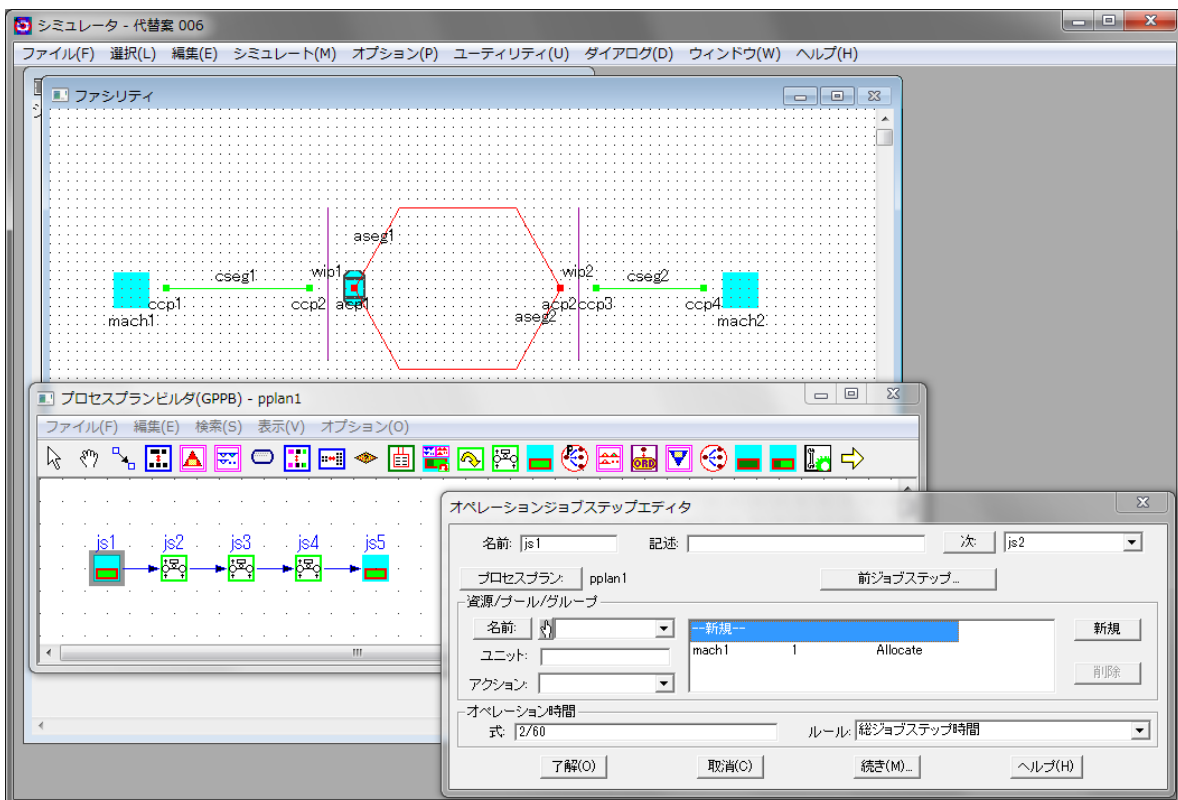 シミュレータ - 代替案 006
ファイル(F) 選択(L) 編集(E) シミュレート(M) オプション(P) ユーティリティ(U) ダイアログ(D) ウィンドウ(W) ヘルプ(H)
ファシリティ
aseg1
cseg1 wip1 wip2 cseg2
ccp1 ccp2 acp1 acp2 ccp3 ccp4
mach1 aseg2 mach2
プロセスプランビルダ(GPPB) - pplan1
ファイル(F) 編集(E) 検索(S) 表示(V) オプション(O)
ORD
js1 js2 js3 js4 js5
オペレーションジョブステップエディタ
名前: js1 記述: 次: js2
プロセスプラン: pplan1 前ジョブステップ...
資源/プール/グループ
名前: --新規-- 新規
ユニット: mach1 1 Allocate
アクション: 削除
オペレーション時間
式: 2/60 ルール: 総ジョブステップ時間
了解(O) 取消(C) 続き(M)... ヘルプ(H)